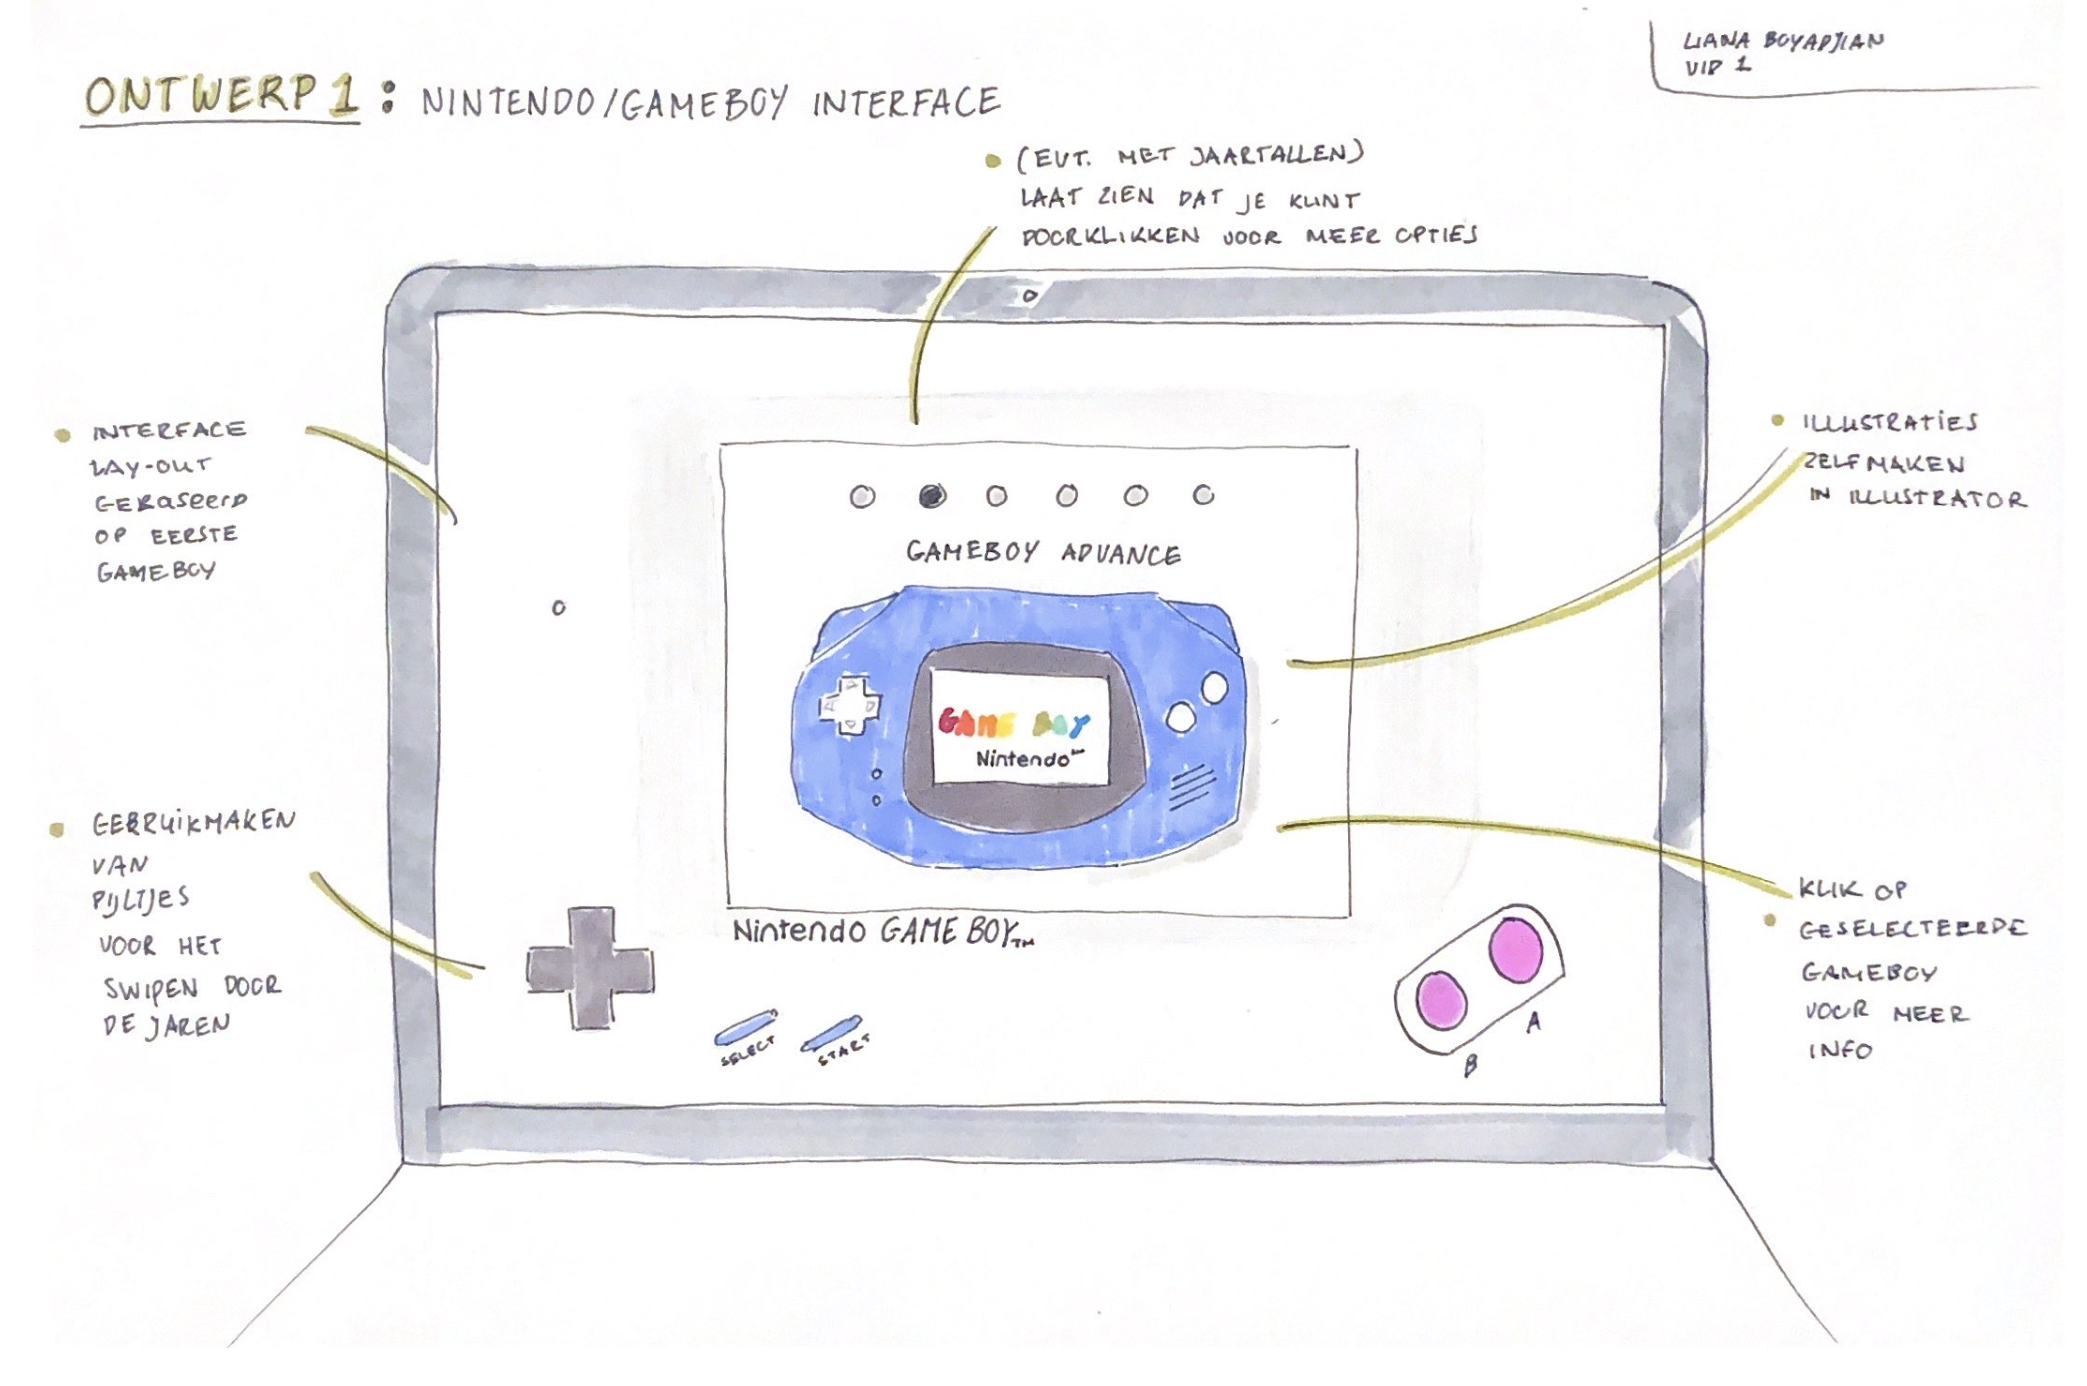 LIANA BOYADJIAN
VID 1
ONTWERP 1 : NINTENDO/GAMEBOY INTERFACE
(EVT. MET JAARTALLEN)
LAAT ZIEN DAT JE KUNT
DOORKLIKKEN VOOR MEER OPTIES
INTERFACE
LAY-OUT
GEBASEERD
OP EERSTE
GAMEBOY
ILLUSTRATIES
ZELF MAKEN
IN ILLUSTRATOR
GAMEBOY ADVANCE
GAME BOY
Nintendo
GEBRUIKMAKEN
VAN
PIJLTJES
VOOR HET
SWIPEN DOOR
DE JAREN
KLIK OP
GESELECTEERDE
GAMEBOY
VOOR MEER
INFO
Nintendo GAME BOY TM
SELECT START
B A